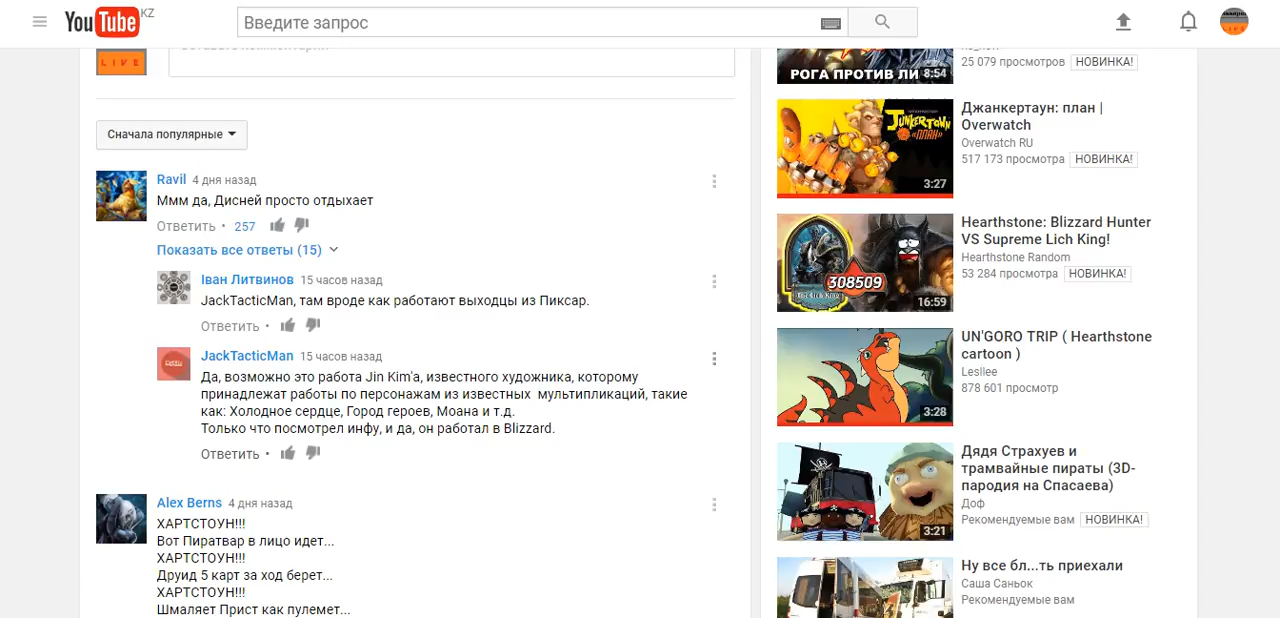 YouTube KZ
Введите запрос
LIVE
Сначала популярные
Ravil 4 дня назад
Ммм да, Дисней просто отдыхает
Ответить • 257
Показать все ответы (15)
Іван Литвинов 15 часов назад
JackTacticMan, там вроде как работают выходцы из Пиксар.
Ответить •
JackTacticMan 15 часов назад
Да, возможно это работа Jin Kim'a, известного художника, которому
принадлежат работы по персонажам из известных мультипликаций, такие
как: Холодное сердце, Город героев, Моана и т.д.
Только что посмотрел инфу, и да, он работал в Blizzard.
Ответить •
Alex Berns 4 дня назад
ХАРТСТОУН!!!
Вот Пиратвар в лицо идет...
ХАРТСТОУН!!!
Друид 5 карт за ход берет...
ХАРТСТОУН!!!
Шмаляет Прист как пулемет...
РОГА ПРОТИВ ЛИ 8:54
25 079 просмотров НОВИНКА!
JUNKERTOWN
«ПЛАН»
3:27
Джанкертаун: план |
Overwatch
Overwatch RU
517 173 просмотра НОВИНКА!
308509
16:59
Hearthstone: Blizzard Hunter
VS Supreme Lich King!
Hearthstone Random
53 284 просмотра НОВИНКА!
3:28
UN'GORO TRIP ( Hearthstone
cartoon )
Lesllee
878 601 просмотр
3:21
Дядя Страхуев и
трамвайные пираты (3D-
пародия на Спасаева)
Доф
Рекомендуемые вам НОВИНКА!
Ну все бл...ть приехали
Саша Саньок
Рекомендуемые вам